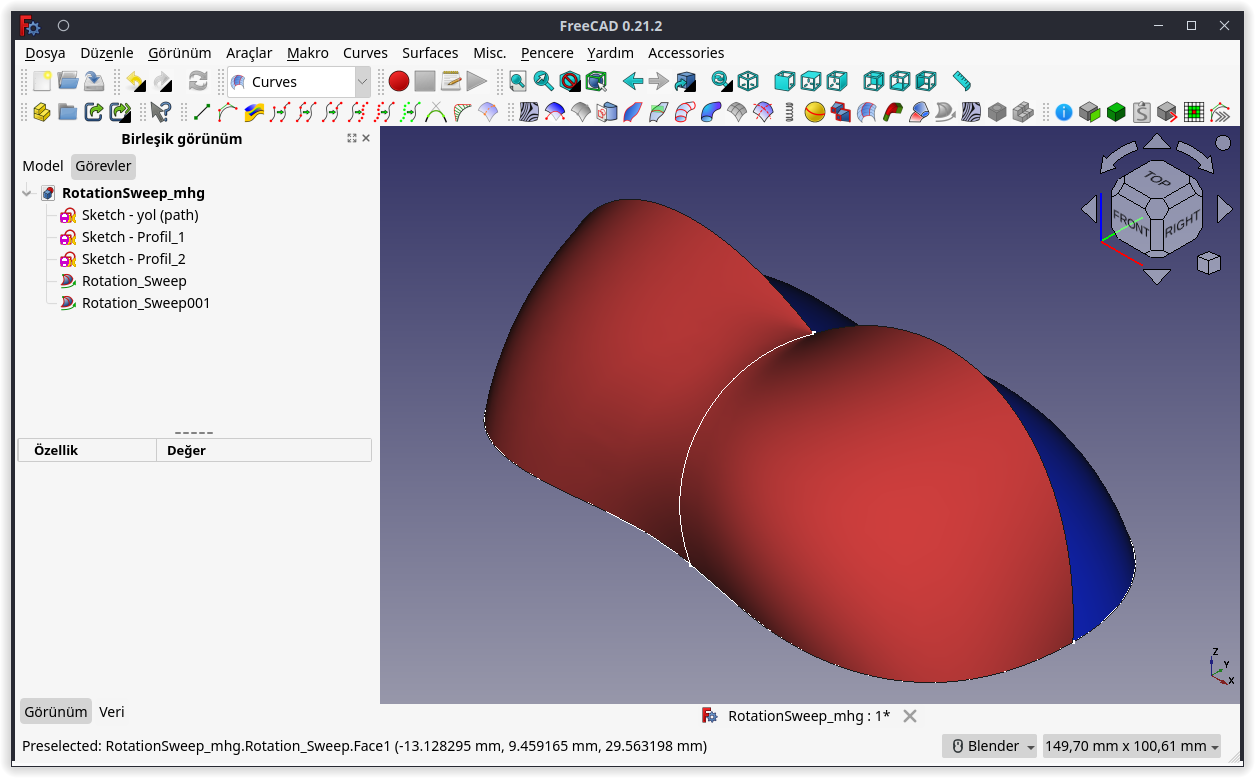 FreeCAD 0.21.2
Dosya Düzenle Görünüm Araçlar Makro Curves Surfaces Misc. Pencere Yardım Accessories
Curves
Birleşik görünüm
Model Görevler
RotationSweep_mhg
Sketch - yol (path)
Sketch - Profil_1
Sketch - Profil_2
Rotation_Sweep
Rotation_Sweep001
Özellik Değer
Görünüm Veri
TOP
FRONT RIGHT
Z
Y
X
RotationSweep_mhg : 1*
Preselected: RotationSweep_mhg.Rotation_Sweep.Face1 (-13.128295 mm, 9.459165 mm, 29.563198 mm)
Blender 149,70 mm x 100,61 mm